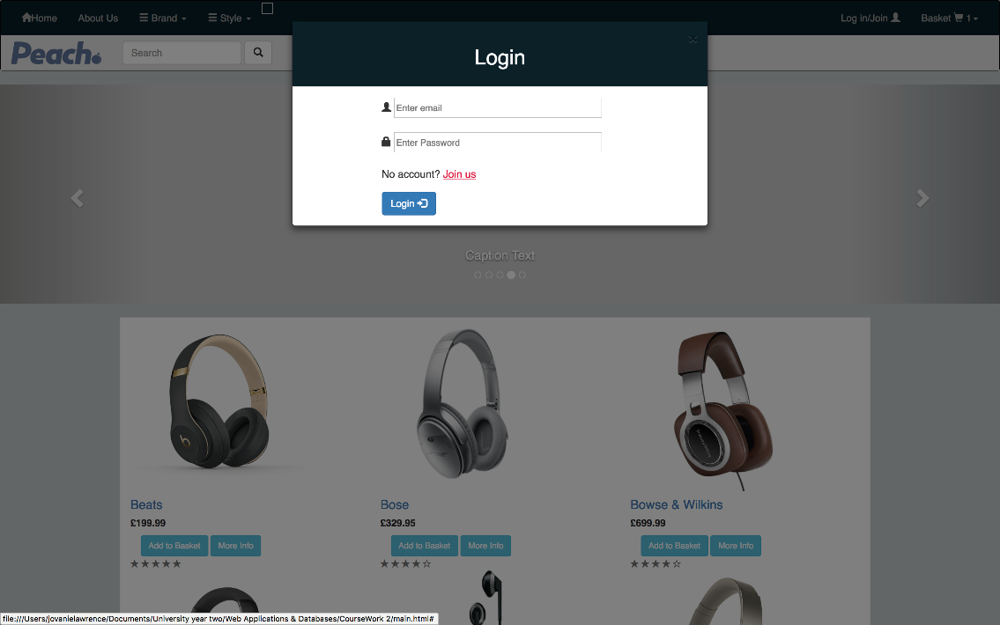 Home About Us Brand Style Log in/Join Basket 1
Peach.
Search
×
Login
Enter email
Enter Password
No account? Join us
Login
Caption Text
Beats Bose Bowse & Wilkins
£199.99 £329.95 £699.99
Add to Basket More Info Add to Basket More Info Add to Basket More Info
file:///Users/jovanielawrence/Documents/University year two/Web Applications & Databases/CourseWork 2/main.html#